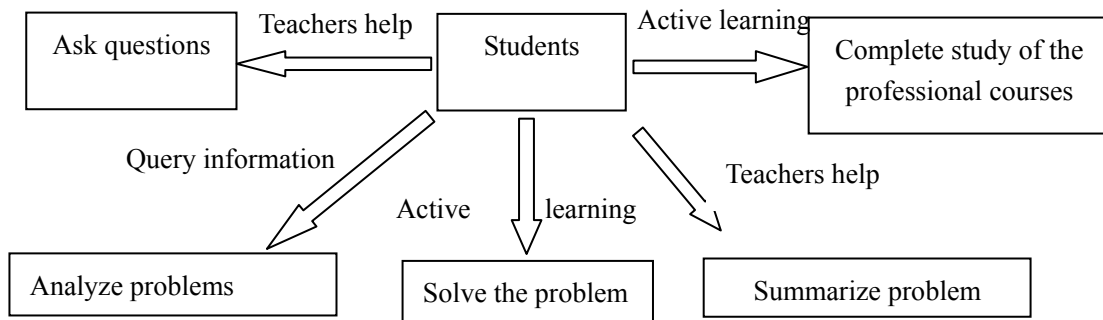 Teachers help
Active learning
Ask questions
Students
Complete study of the
professional courses
Query information
Teachers help
Active learning
Analyze problems
Solve the problem
Summarize problem